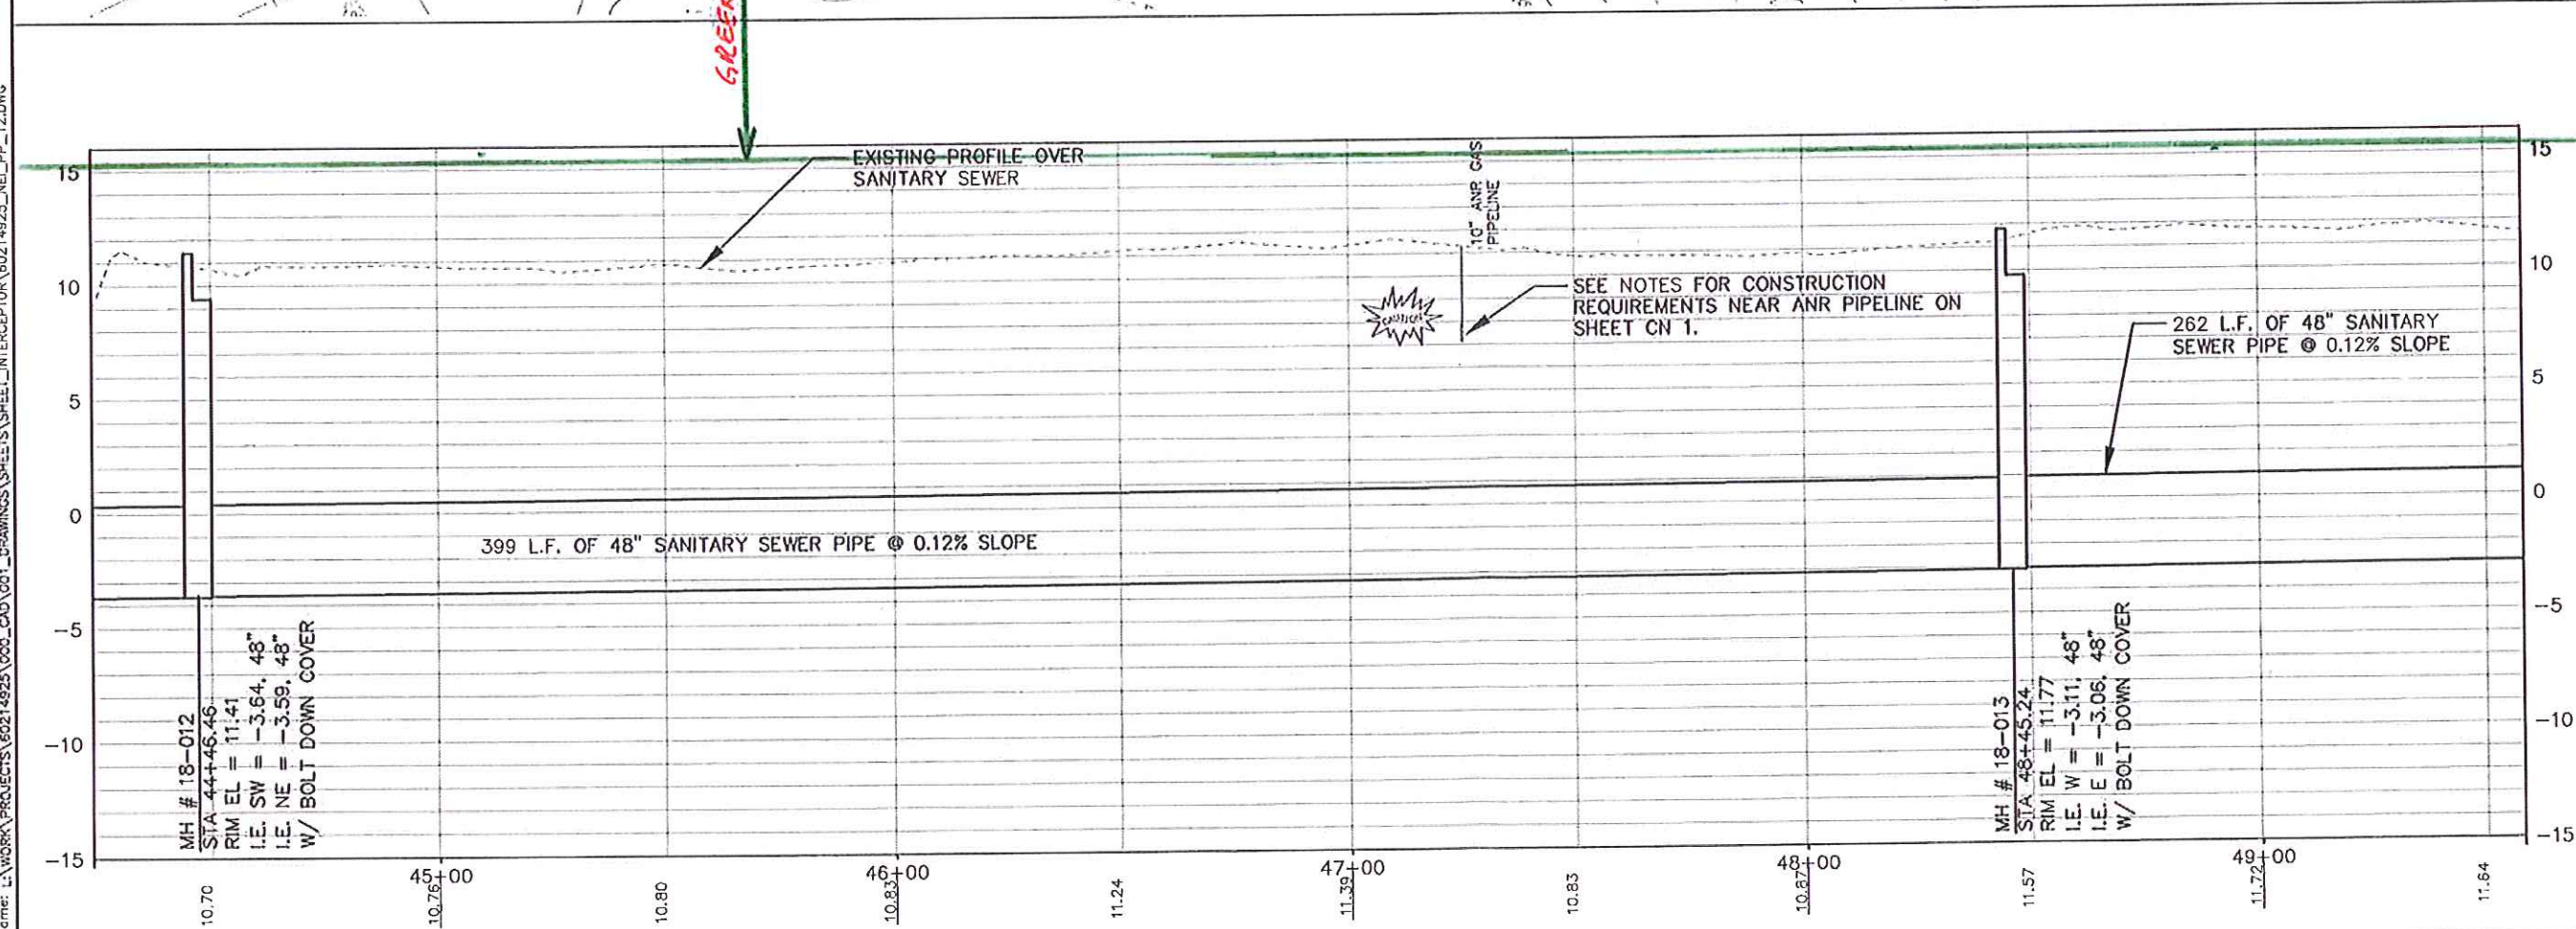 GREEN
15
10
5
0
-5
-10
-15
EXISTING PROFILE OVER
SANITARY SEWER
10" ANR GAS
PIPELINE
CAUTION!
SEE NOTES FOR CONSTRUCTION
REQUIREMENTS NEAR ANR PIPELINE ON
SHEET CN 1.
262 L.F. OF 48" SANITARY
SEWER PIPE @ 0.12% SLOPE
399 L.F. OF 48" SANITARY SEWER PIPE @ 0.12% SLOPE
MH # 18-012
STA 44+46.46
RIM EL = 11.41
I.E. SW = -3.64, 48"
I.E. NE = -3.59, 48"
W/ BOLT DOWN COVER
MH # 18-013
STA 48+45.24
RIM EL = 11.77
I.E. W = -3.11, 48"
I.E. E = -3.06, 48"
W/ BOLT DOWN COVER
15
10
5
0
-5
-10
-15
45+00
46+00
47+00
48+00
49+00
10.70
10.76
10.80
10.83
11.24
11.39
10.83
10.87
11.57
11.72
11.64